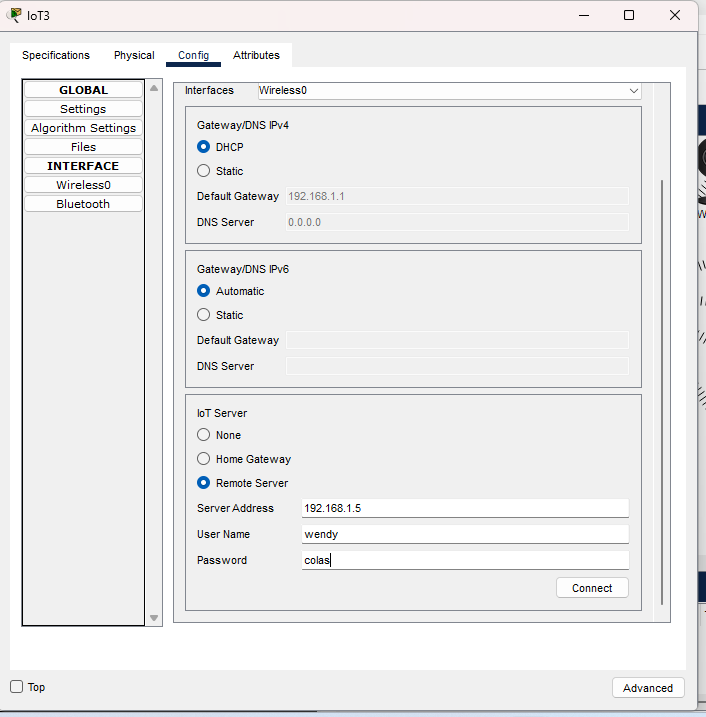 IoT3
Specifications Physical Config Attributes
GLOBAL
Settings
Algorithm Settings
Files
INTERFACE
Wireless0
Bluetooth
Interfaces Wireless0
Gateway/DNS IPv4
DHCP
Static
Default Gateway 192.168.1.1
DNS Server 0.0.0.0
Gateway/DNS IPv6
Automatic
Static
Default Gateway
DNS Server
IoT Server
None
Home Gateway
Remote Server
Server Address 192.168.1.5
User Name wendy
Password colas
Connect
Top
Advanced